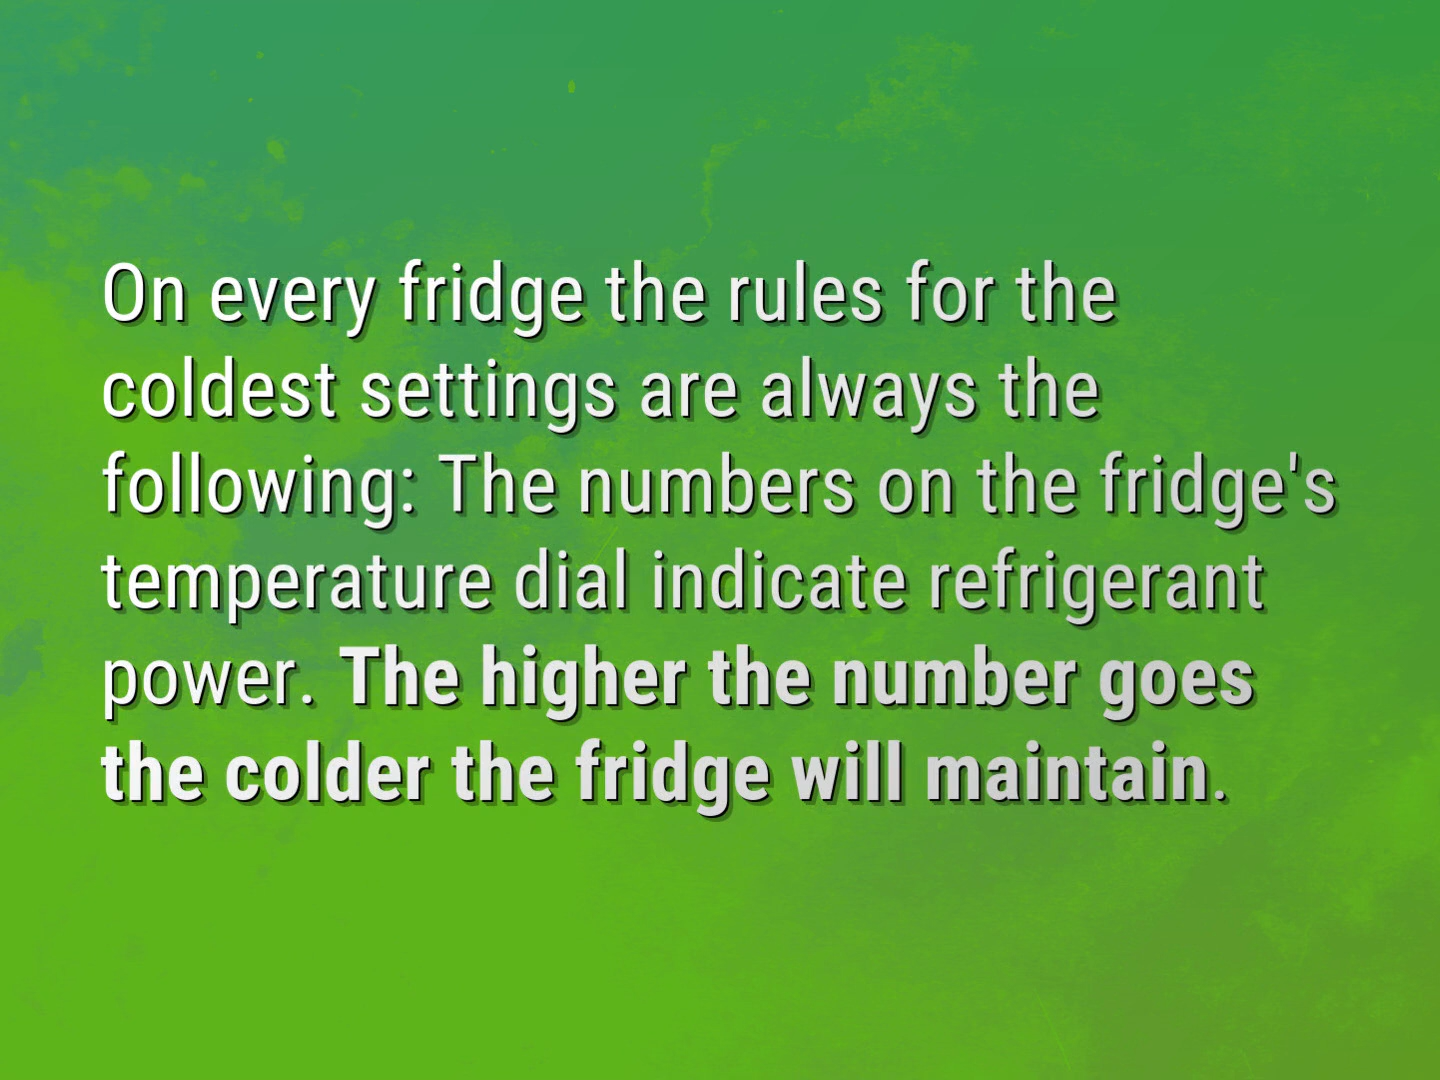 On every fridge the rules for the
coldest settings are always the
following: The numbers on the fridge's
temperature dial indicate refrigerant
power. The higher the number goes
the colder the fridge will maintain.